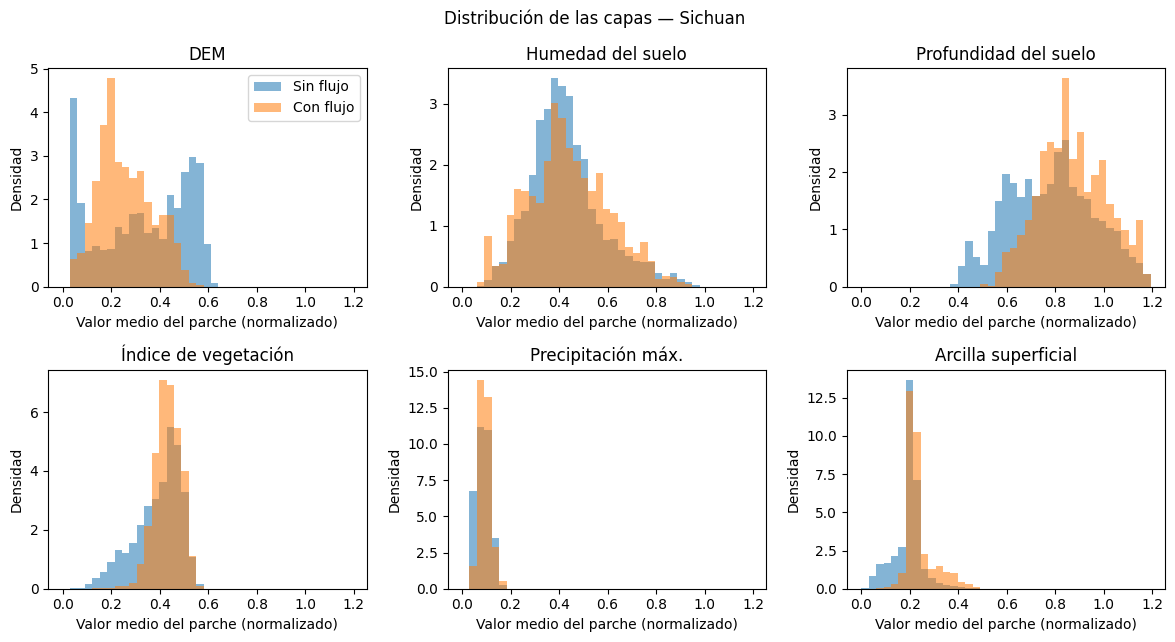 Distribución de las capas — Sichuan
DEM
Densidad
5
4
3
2
1
0
0.0 0.2 0.4 0.6 0.8 1.0 1.2
Valor medio del parche (normalizado)
Sin flujo
Con flujo
Humedad del suelo
Densidad
3
2
1
0
0.0 0.2 0.4 0.6 0.8 1.0 1.2
Valor medio del parche (normalizado)
Profundidad del suelo
Densidad
3
2
1
0
0.0 0.2 0.4 0.6 0.8 1.0 1.2
Valor medio del parche (normalizado)
Índice de vegetación
Densidad
6
4
2
0
0.0 0.2 0.4 0.6 0.8 1.0 1.2
Valor medio del parche (normalizado)
Precipitación máx.
Densidad
15.0
12.5
10.0
7.5
5.0
2.5
0.0
0.0 0.2 0.4 0.6 0.8 1.0 1.2
Valor medio del parche (normalizado)
Arcilla superficial
Densidad
12.5
10.0
7.5
5.0
2.5
0.0
0.0 0.2 0.4 0.6 0.8 1.0 1.2
Valor medio del parche (normalizado)